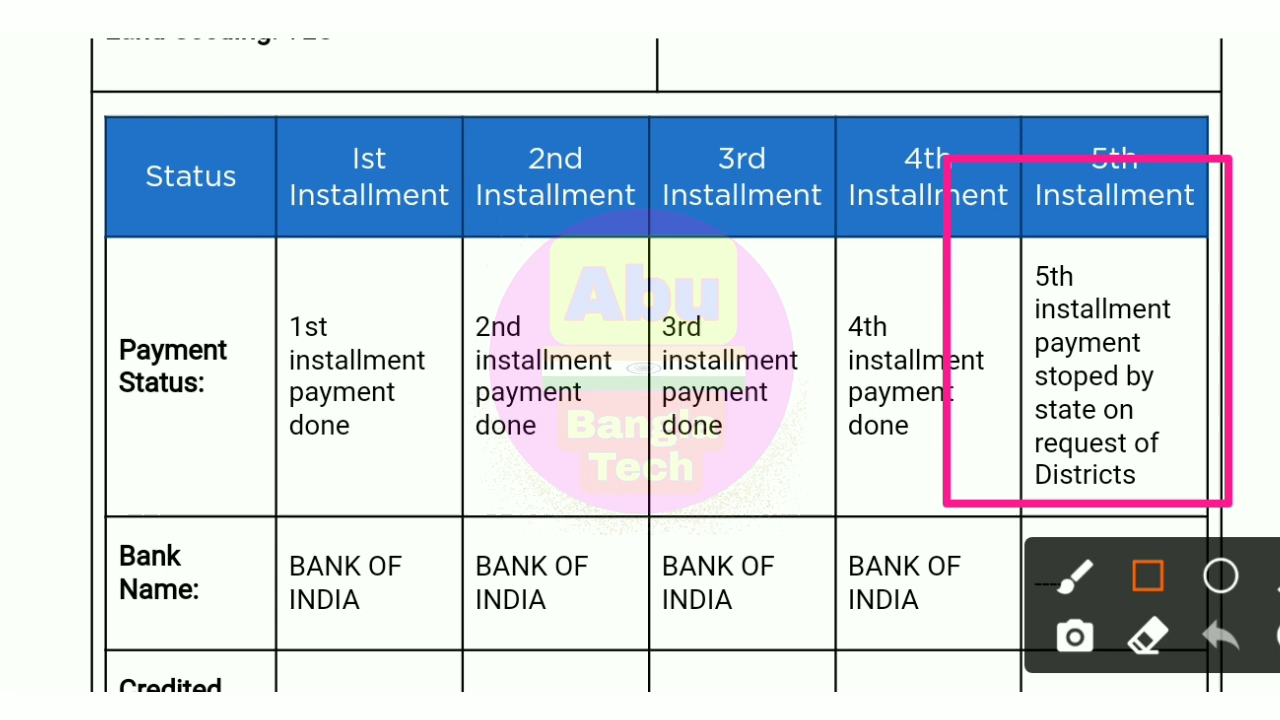 Land Seeding: YES
Status
Ist
Installment
2nd
Installment
3rd
Installment
4th
Installment
5th
Installment
Payment
Status:
1st
installment
payment
done
2nd
installment
payment
done
3rd
installment
payment
done
4th
installment
payment
done
5th
installment
payment
stoped by
state on
request of
Districts
Abu
Bangla
Tech
Bank
Name:
BANK OF
INDIA
BANK OF
INDIA
BANK OF
INDIA
BANK OF
INDIA
Credited